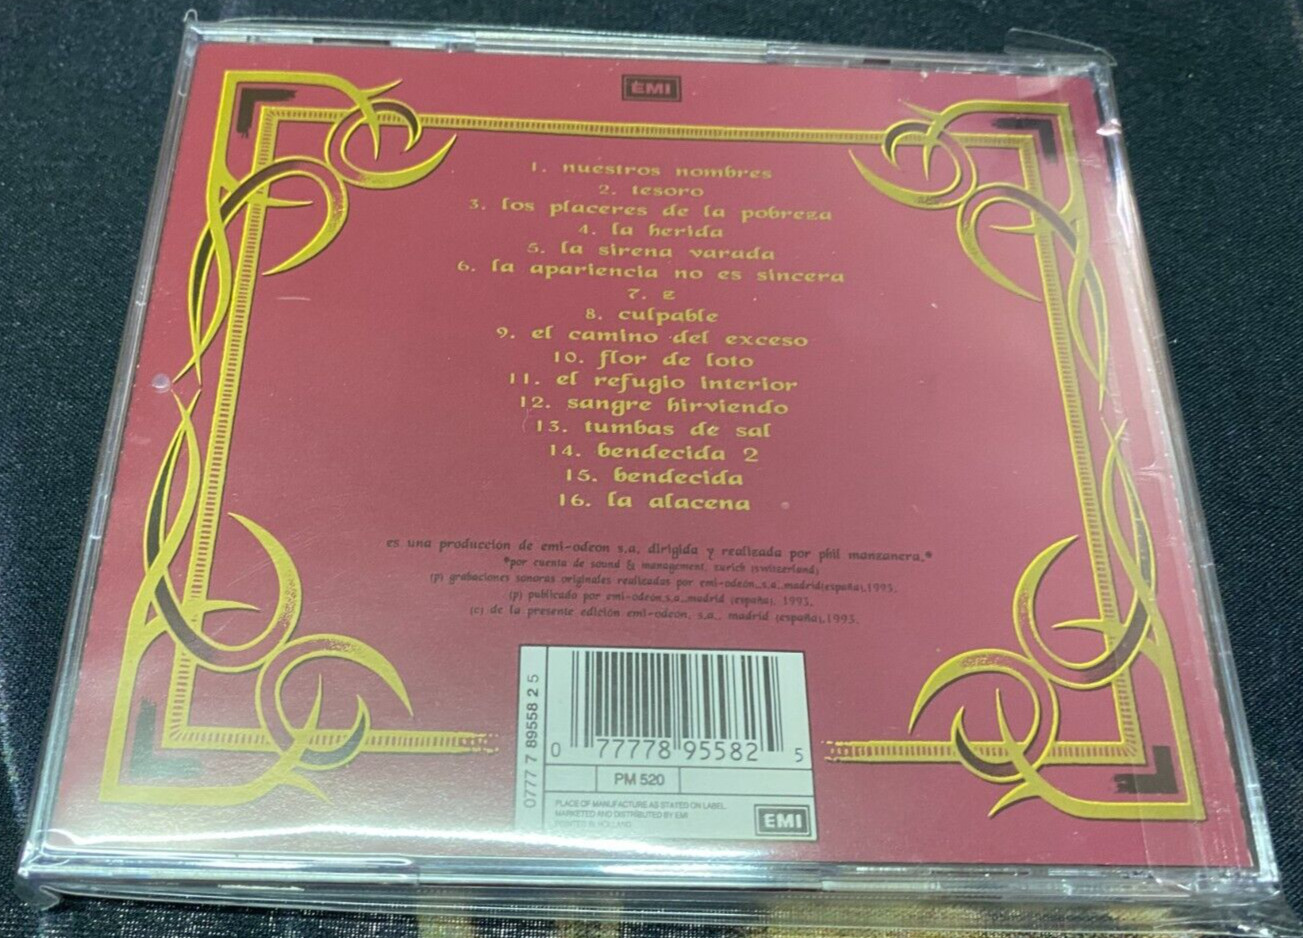 EMI
1. nuestros nombres
2. tesoro
3. los placeres de la pobreza
4. la herida
5. la sirena varada
6. la apariencia no es sincera
7. z
8. culpable
9. el camino del exceso
10. flor de loto
11. el refugio interior
12. sangre hirviendo
13. tumbas de sal
14. bendecida 2
15. bendecida
16. la alacena
es una producción de emi-odeon s.a. dirigida y realizada por phil manzanera.*
*por cuenta de sound & management, zurich (switzerland)
(p) grabaciones sonoras originales realizadas por emi-odeón, s.a. madrid(españa),1993.
(p) publicado por emi-odeón,s.a.,madrid (españa), 1993.
(c) de la presente edición emi-odeón, s.a., madrid (españa),1993.
0777 7 89558 2 5
0 77778 95582 5
PM 520
PLACE OF MANUFACTURE AS STATED ON LABEL.
MARKETED AND DISTRIBUTED BY EMI
PRINTED IN HOLLAND
EMI